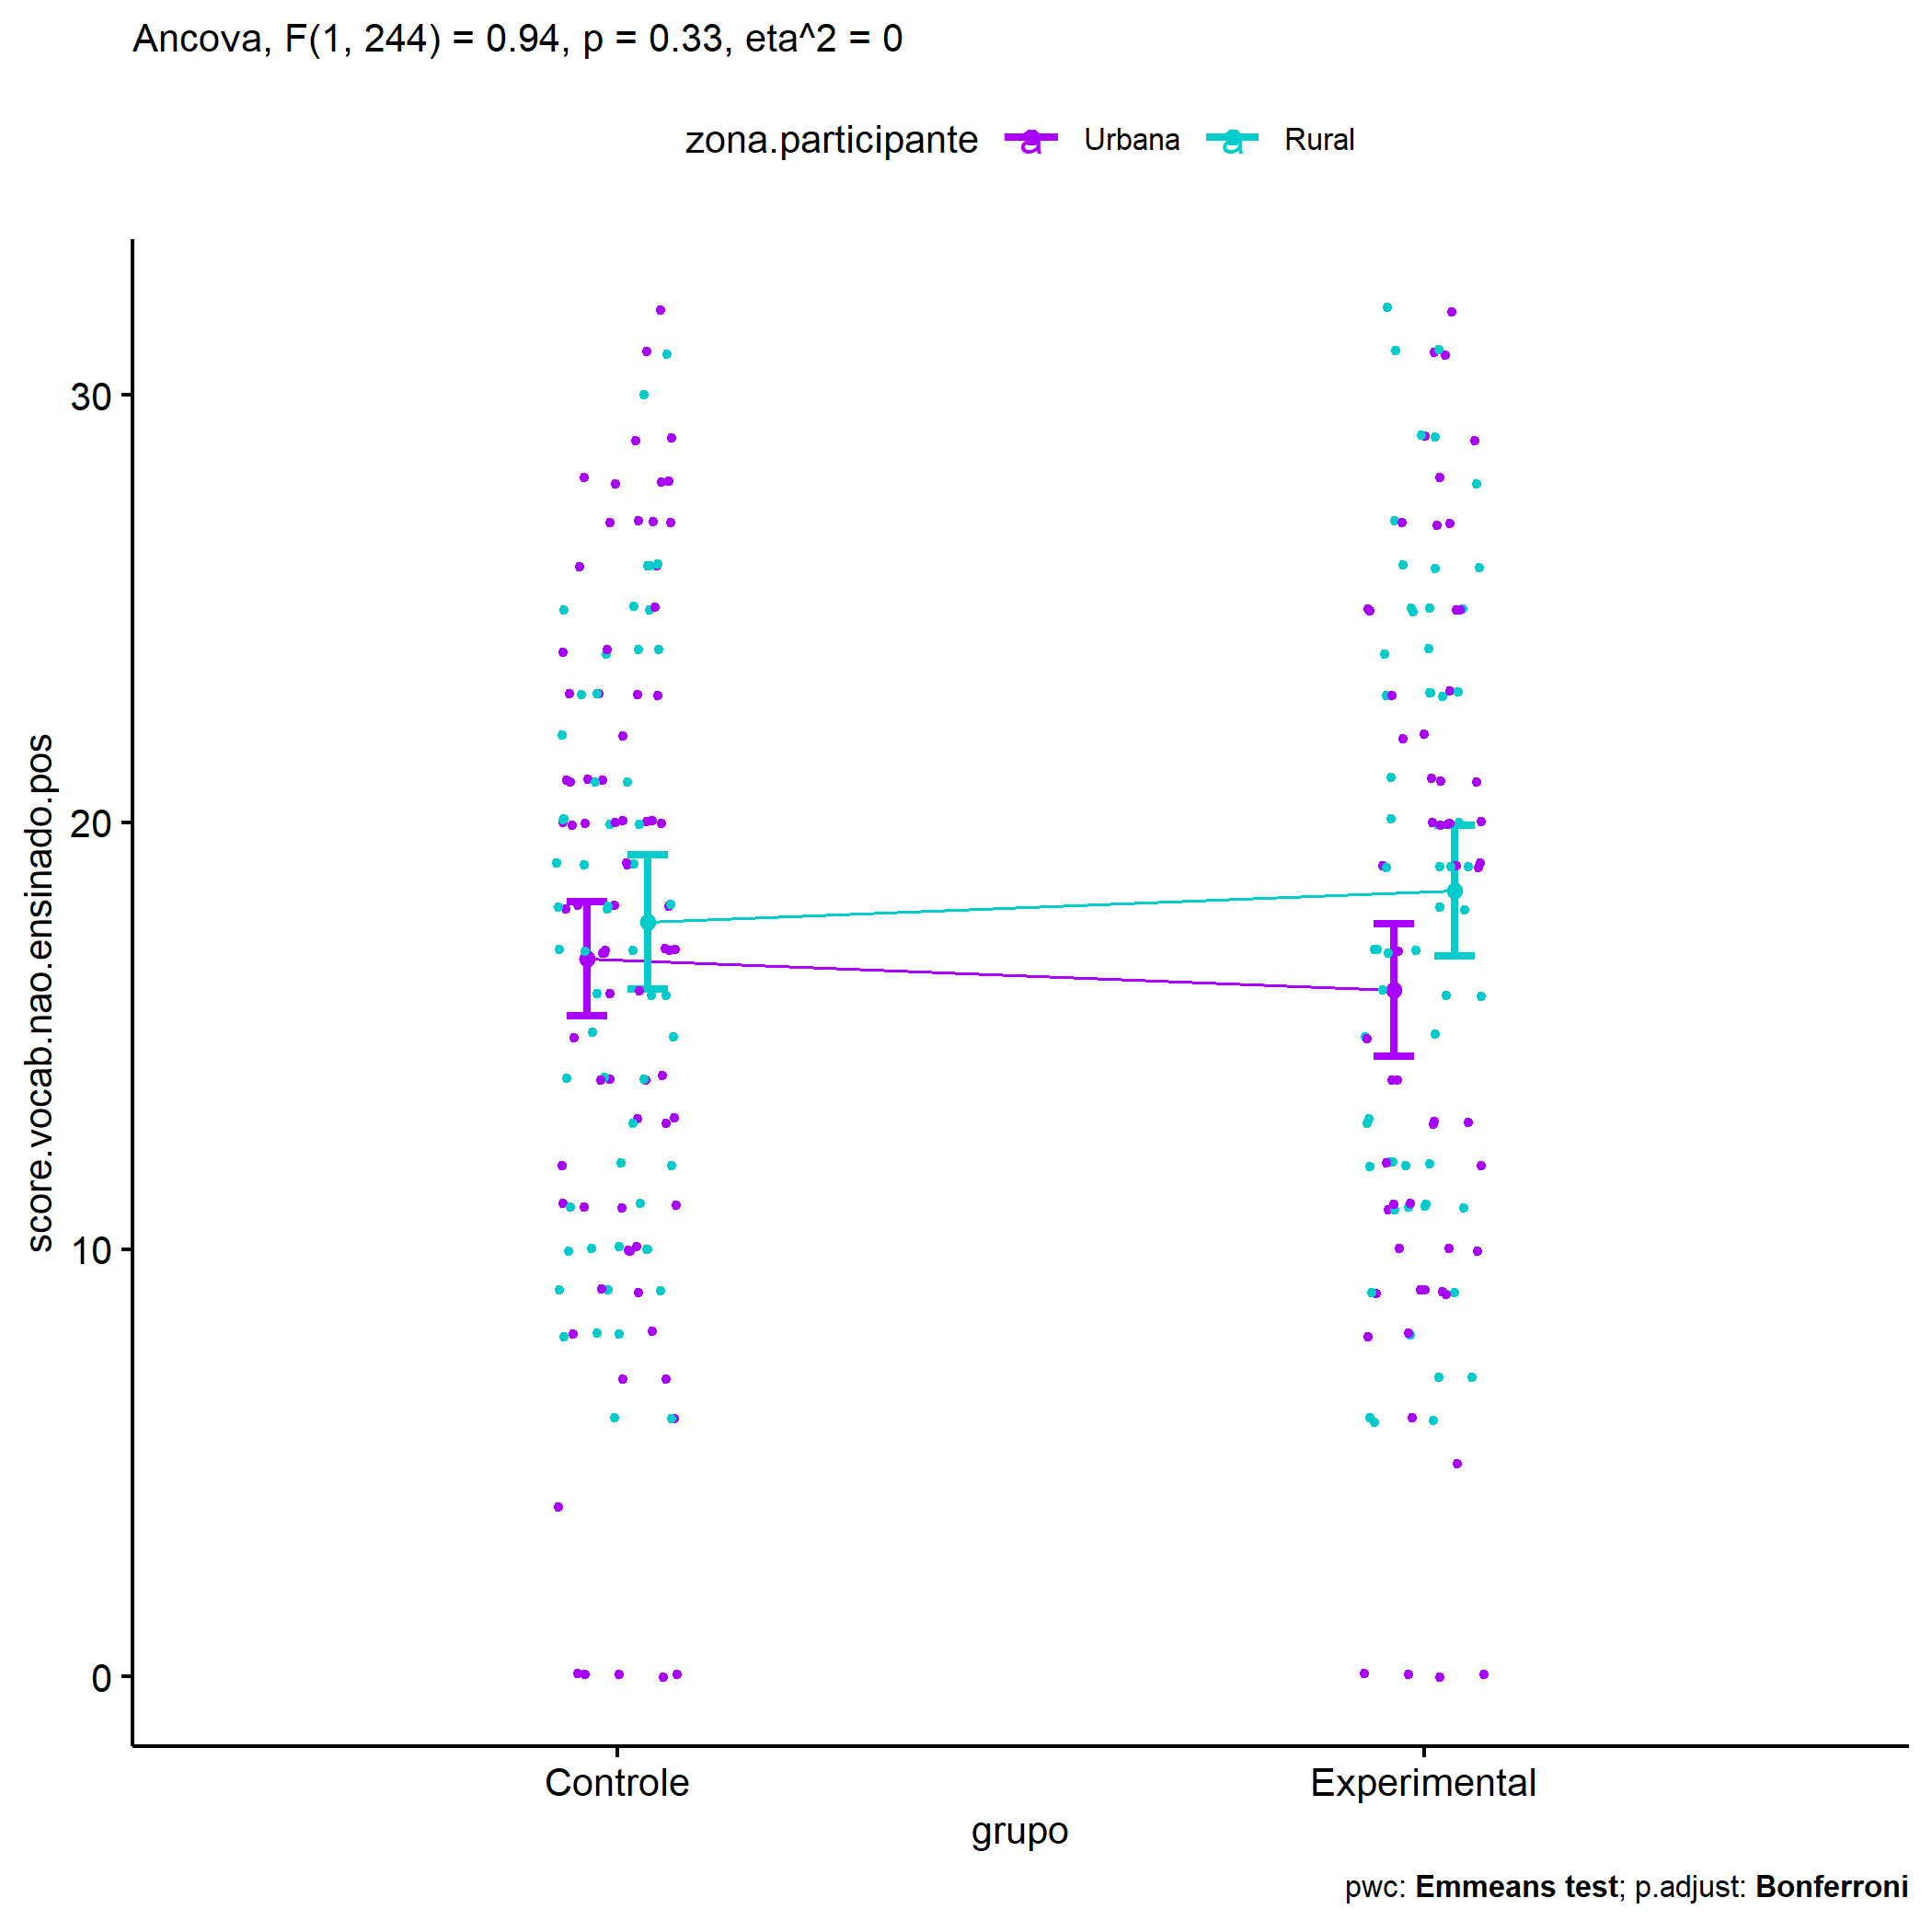 Ancova, F(1, 244) = 0.94, p = 0.33, eta^2 = 0
zona.participante a Urbana a Rural
score.vocab.nao.ensinado.pos
30
20
10
0
Controle Experimental
grupo
pwc: Emmeans test; p.adjust: Bonferroni